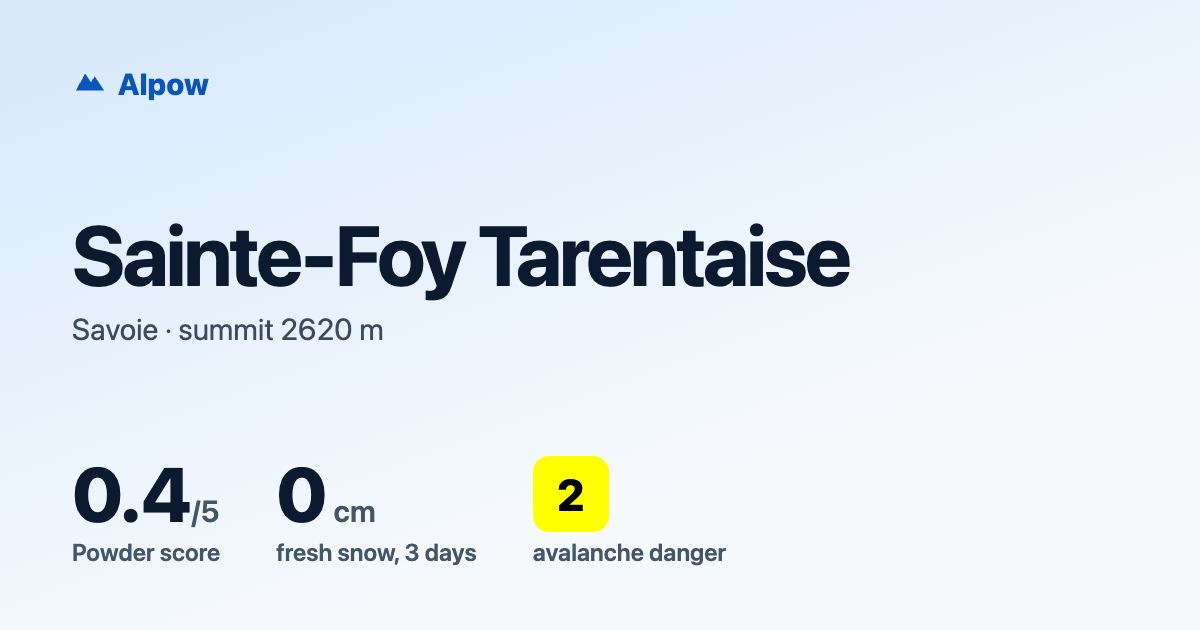 Alpow
Sainte-Foy Tarentaise
Savoie · summit 2620 m
0.4/5
Powder score
0 cm
fresh snow, 3 days
2
avalanche danger